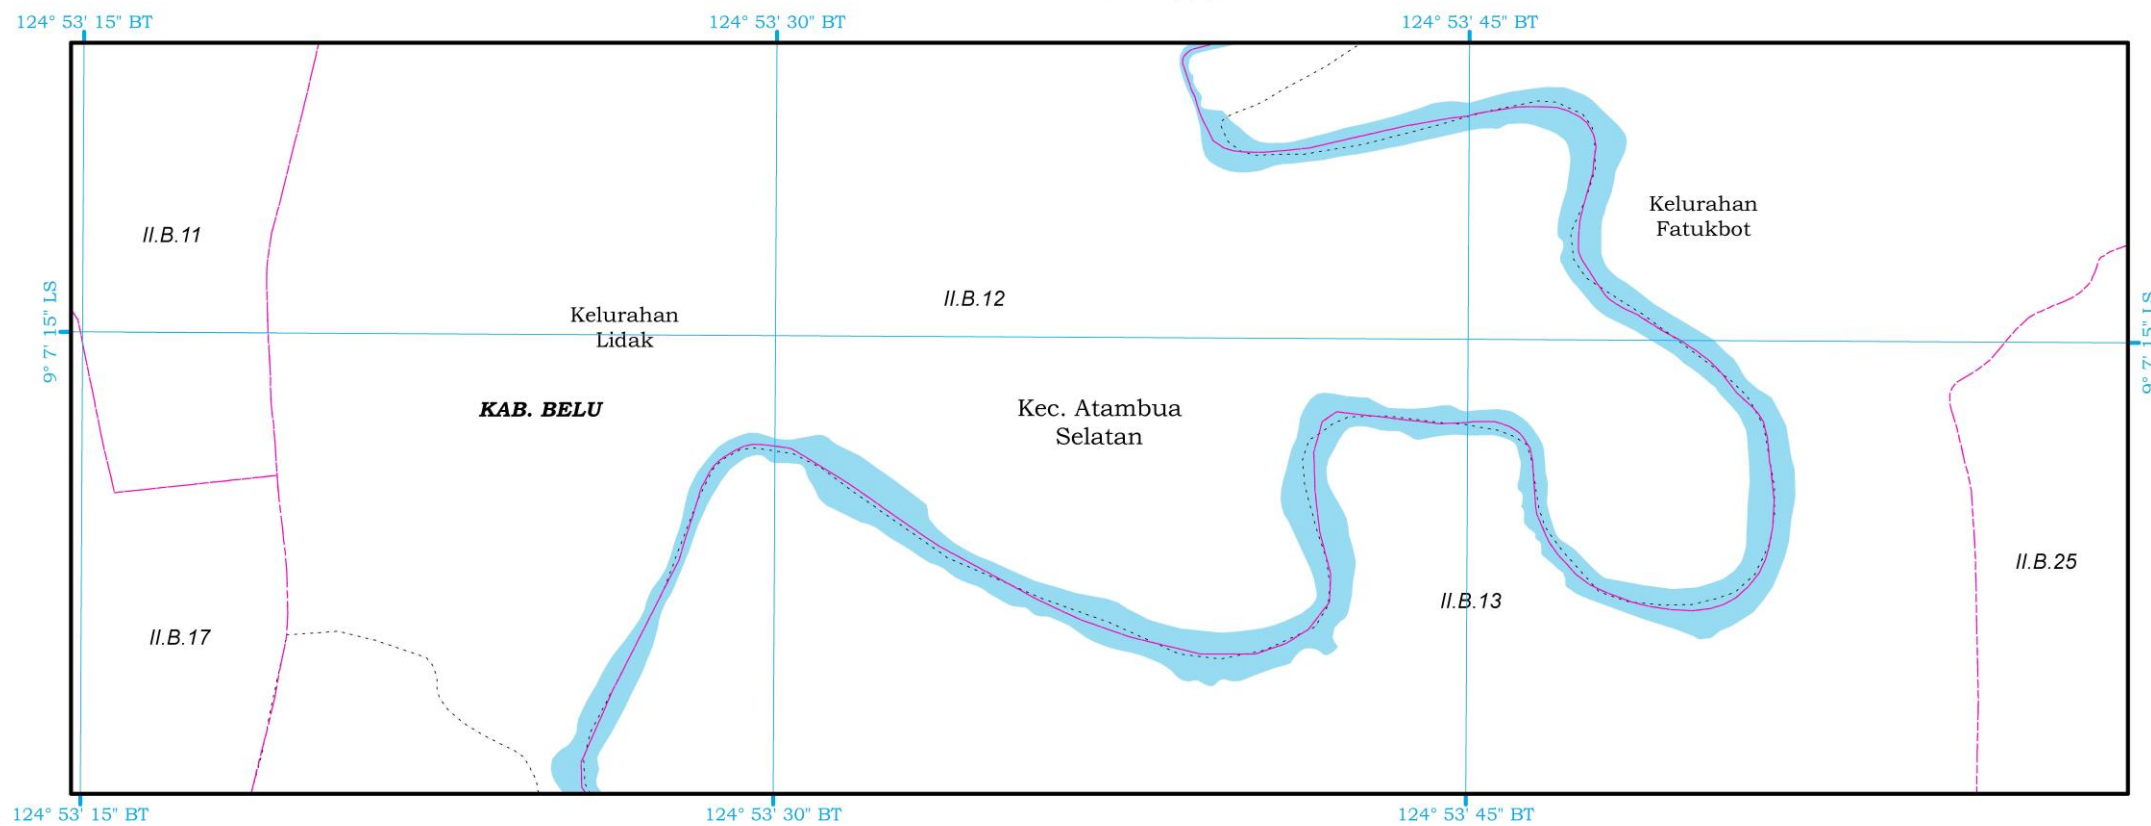 124° 53' 15" BT
124° 53' 30" BT
124° 53' 45" BT
Kelurahan
Fatukbot
II.B.11
II.B.12
9° 7' 15" LS
9° 7' 15" LS
Kelurahan
Lidak
KAB. BELU
Kec. Atambua
Selatan
II.B.25
II.B.13
II.B.17
124° 53' 15" BT
124° 53' 30" BT
124° 53' 45" BT